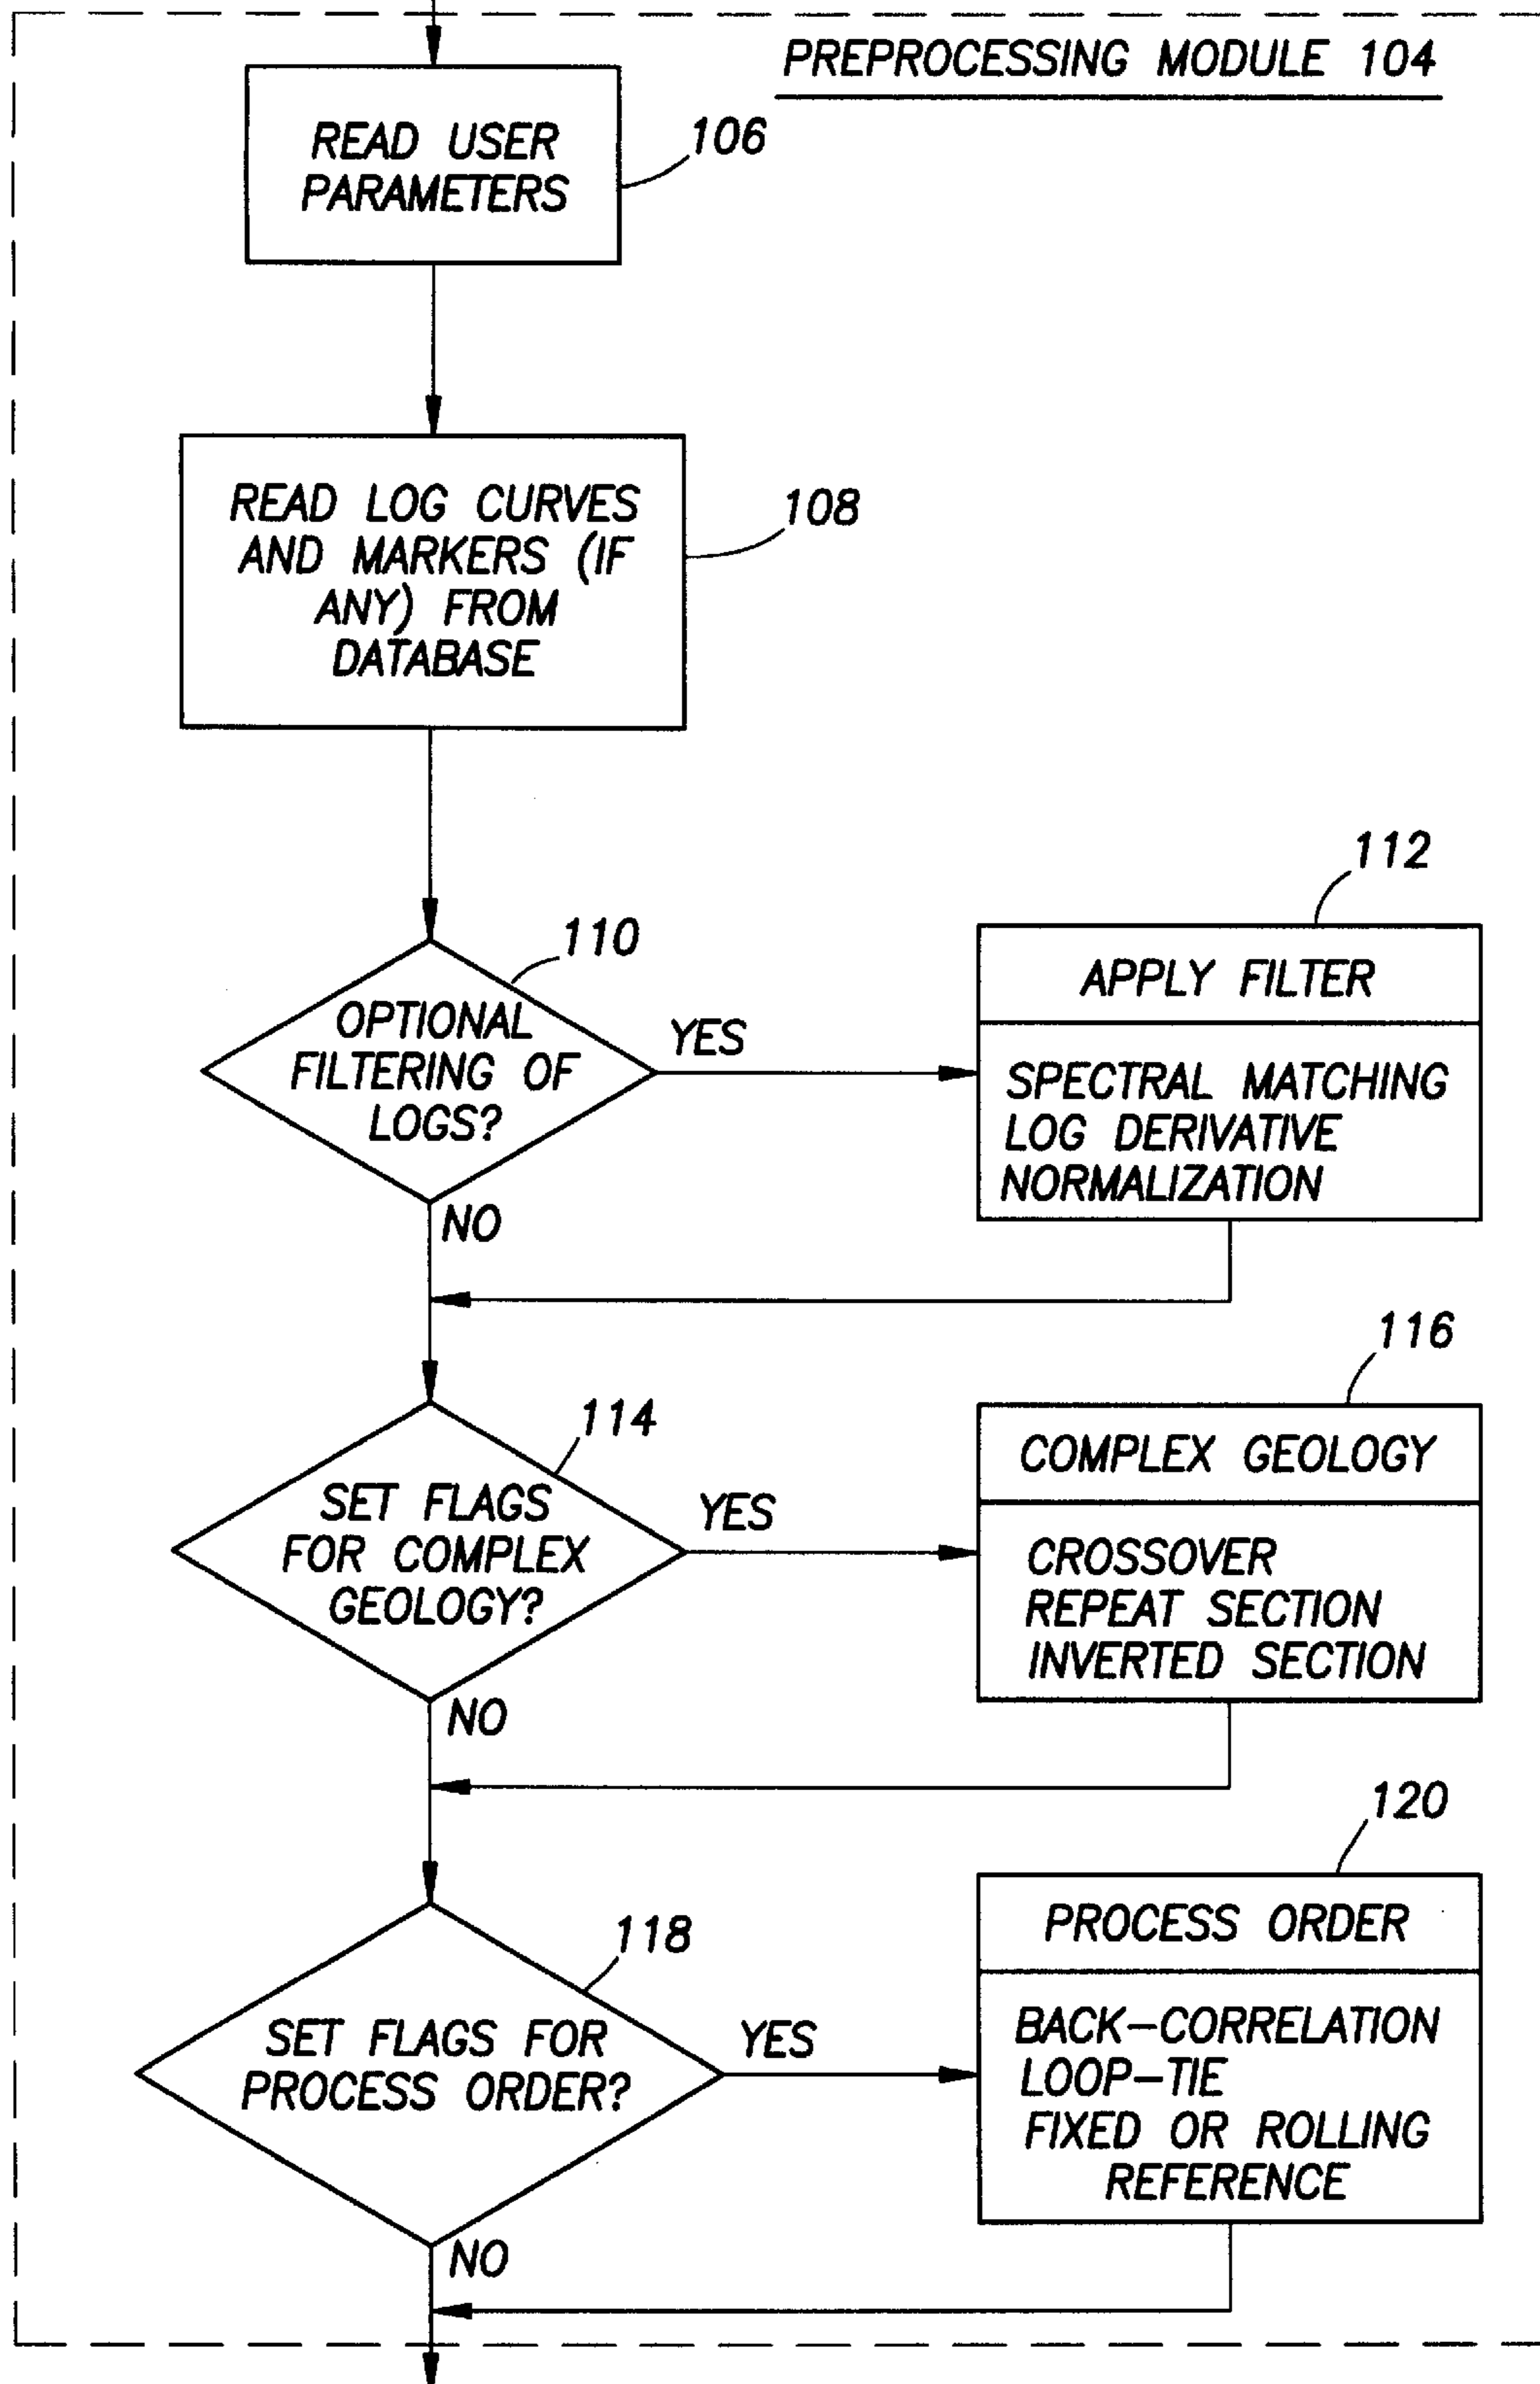 PREPROCESSING MODULE 104
READ USER
PARAMETERS
106
READ LOG CURVES
AND MARKERS (IF
ANY) FROM
DATABASE
108
110
OPTIONAL
FILTERING OF
LOGS?
YES
NO
112
APPLY FILTER
SPECTRAL MATCHING
LOG DERIVATIVE
NORMALIZATION
114
SET FLAGS
FOR COMPLEX
GEOLOGY?
YES
NO
116
COMPLEX GEOLOGY
CROSSOVER
REPEAT SECTION
INVERTED SECTION
118
SET FLAGS FOR
PROCESS ORDER?
YES
NO
120
PROCESS ORDER
BACK-CORRELATION
LOOP-TIE
FIXED OR ROLLING
REFERENCE